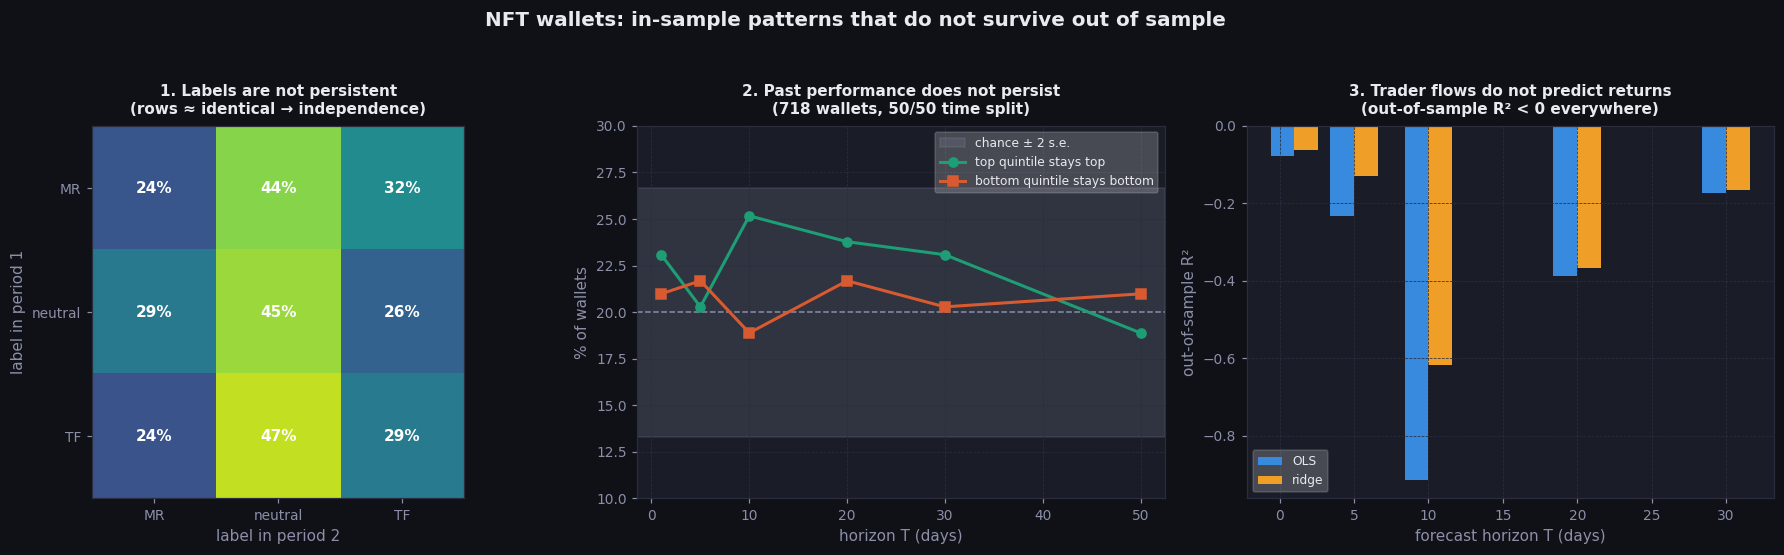 NFT wallets: in-sample patterns that do not survive out of sample
1. Labels are not persistent
(rows ≈ identical → independence)
label in period 1
MR
neutral
TF
24%
44%
32%
29%
45%
26%
24%
47%
29%
MR
neutral
TF
label in period 2
2. Past performance does not persist
(718 wallets, 50/50 time split)
% of wallets
30.0
27.5
25.0
22.5
20.0
17.5
15.0
12.5
10.0
chance ± 2 s.e.
top quintile stays top
bottom quintile stays bottom
0
10
20
30
40
50
horizon T (days)
3. Trader flows do not predict returns
(out-of-sample R² < 0 everywhere)
out-of-sample R²
0.0
−0.2
−0.4
−0.6
−0.8
OLS
ridge
0
5
10
15
20
25
30
forecast horizon T (days)